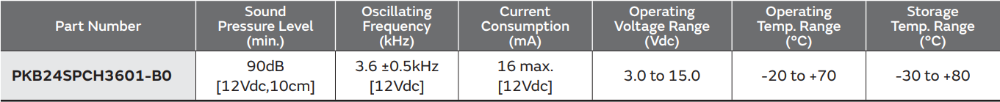 Part Number
Sound
Pressure Level
(min.)
Oscillating
Frequency
(kHz)
Current
Consumption
(mA)
Operating
Voltage Range
(Vdc)
Operating
Temp. Range
(°C)
Storage
Temp. Range
(°C)
PKB24SPCH3601-B0
90dB
[12Vdc,10cm]
3.6 ±0.5kHz
[12Vdc]
16 max.
[12Vdc]
3.0 to 15.0
-20 to +70
-30 to +80